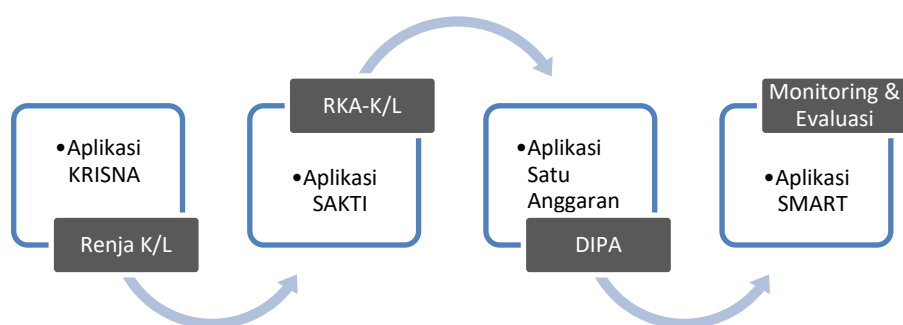 •Aplikasi
KRISNA
Renja K/L
RKA-K/L
•Aplikasi
SAKTI
•Aplikasi
Satu
Anggaran
DIPA
Monitoring &
Evaluasi
•Aplikasi
SMART